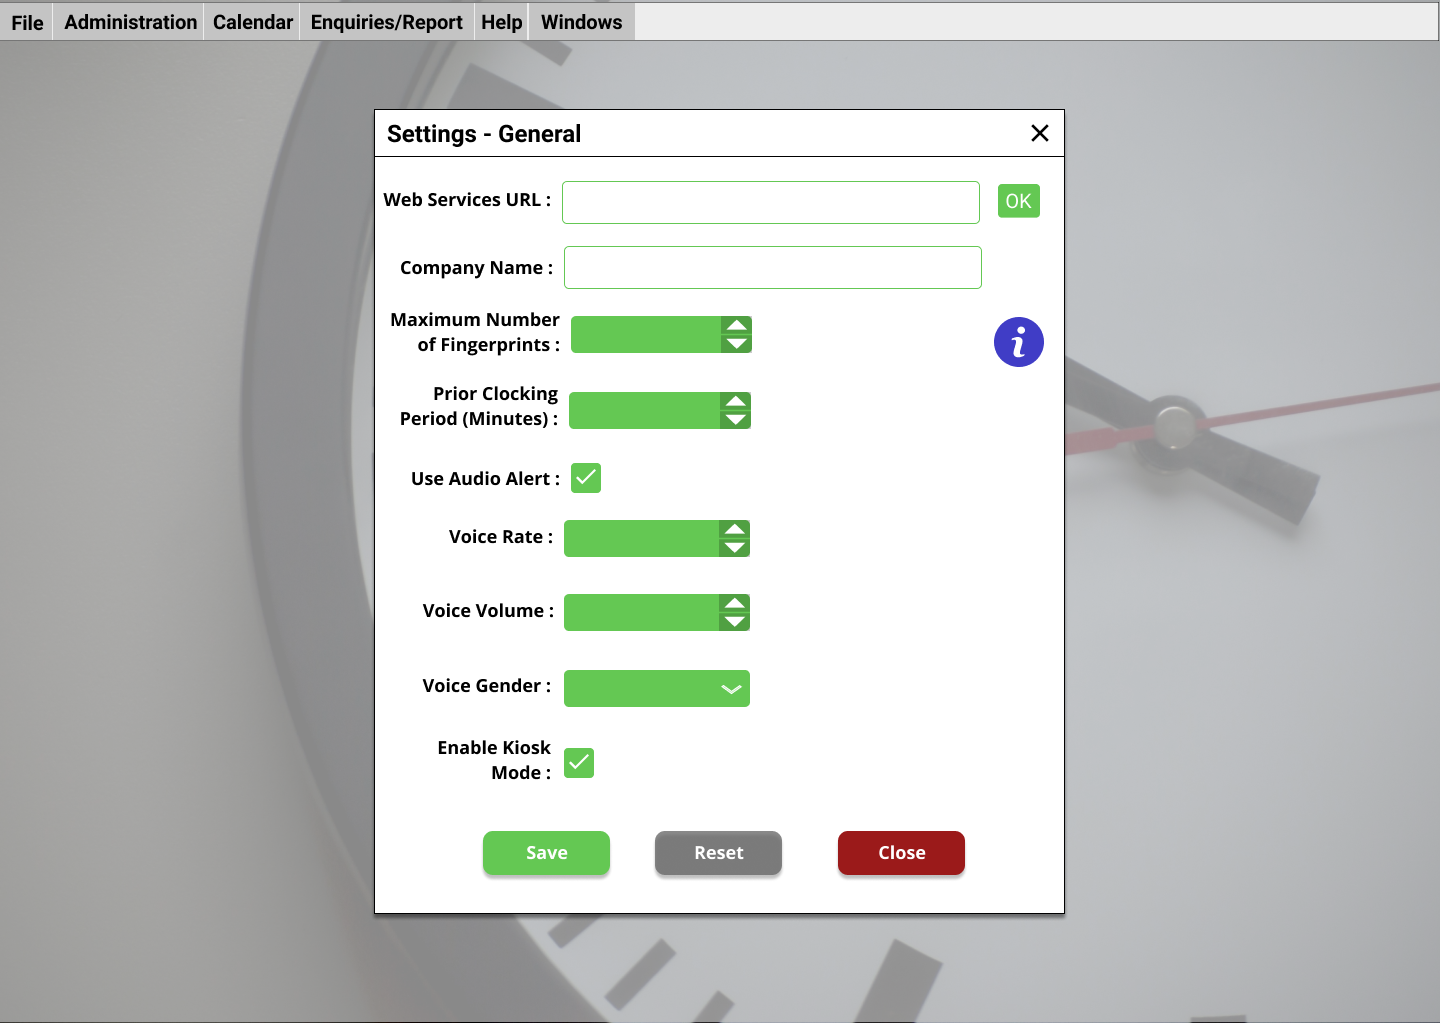 File Administration Calendar Enquiries/Report Help Windows
Settings - General
Web Services URL :
OK
Company Name :
Maximum Number
of Fingerprints :
i
Prior Clocking
Period (Minutes) :
Use Audio Alert :
Voice Rate :
Voice Volume :
Voice Gender :
Enable Kiosk
Mode :
Save Reset Close